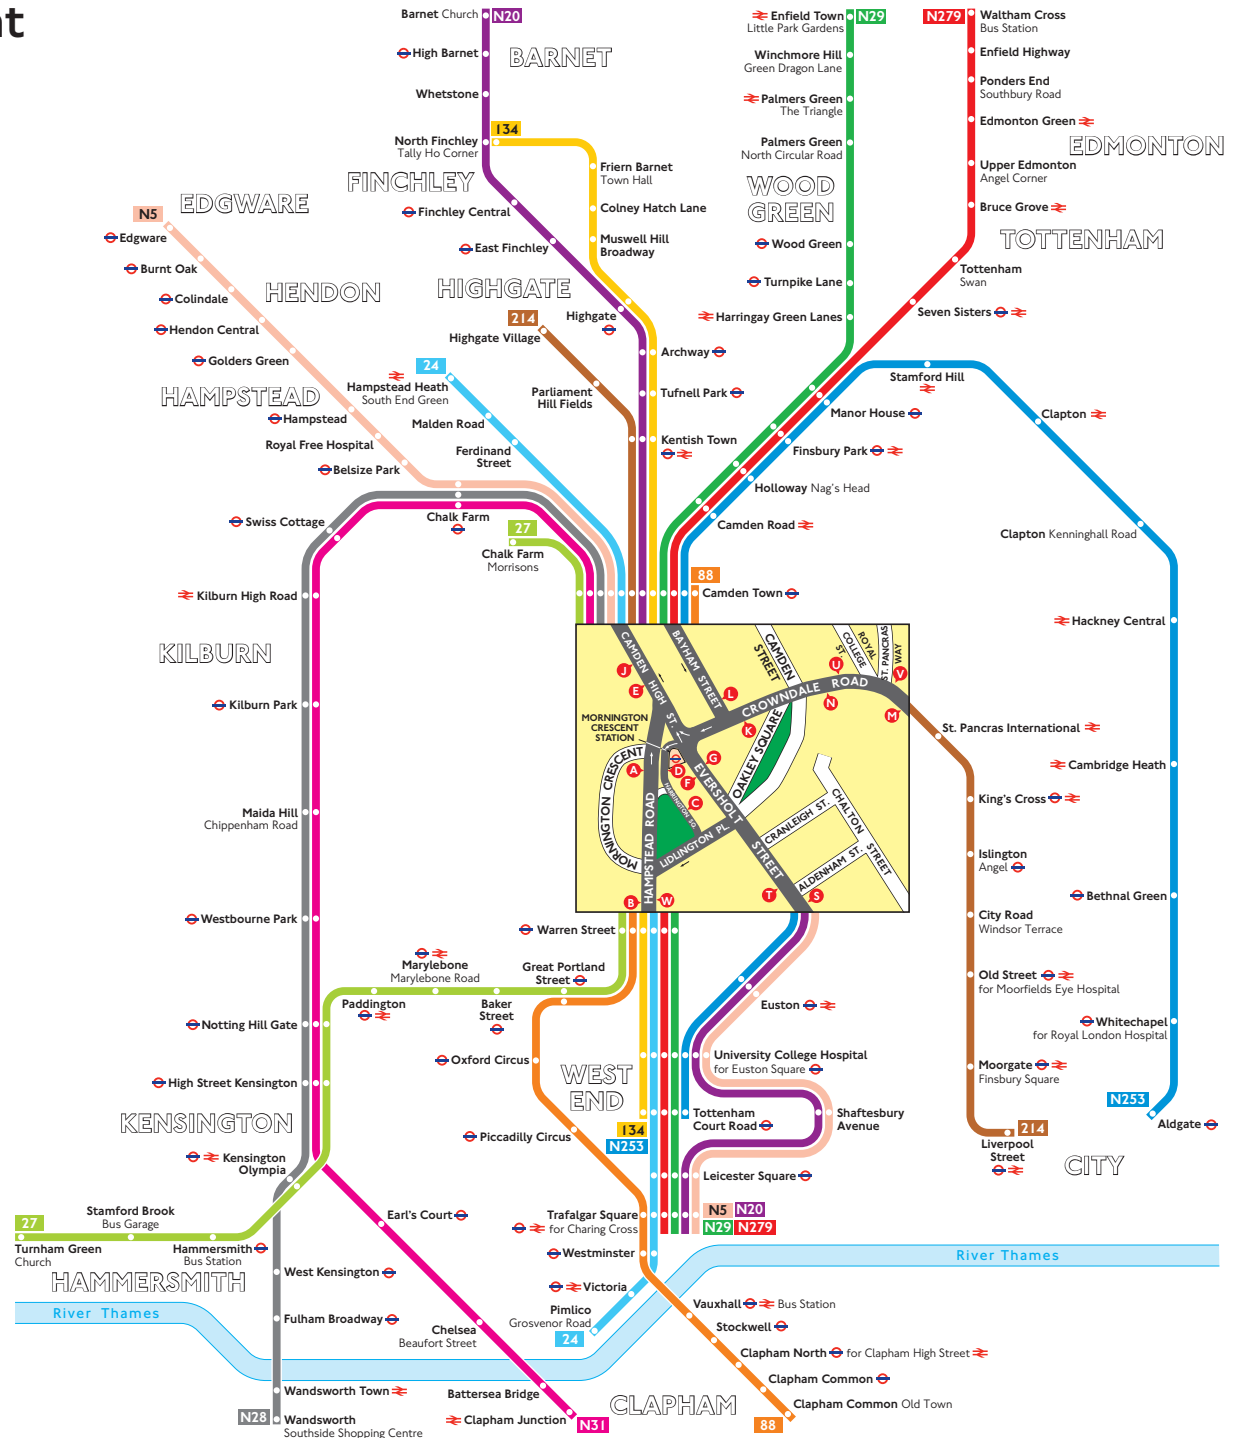 nt
Barnet Church
N20
High Barnet
BARNET
Whetstone
North Finchley
Tally Ho Corner
134
Friern Barnet
Town Hall
FINCHLEY
Finchley Central
Colney Hatch Lane
East Finchley
Muswell Hill
Broadway
HIGHGATE
Highgate
214
Highgate Village
Archway
Parliament
Hill Fields
Tufnell Park
Kentish Town
Enfield Town
Little Park Gardens
N29
Winchmore Hill
Green Dragon Lane
Palmers Green
The Triangle
Palmers Green
North Circular Road
WOOD
GREEN
Wood Green
Turnpike Lane
Harringay Green Lanes
N279
Waltham Cross
Bus Station
Enfield Highway
Ponders End
Southbury Road
Edmonton Green
EDMONTON
Upper Edmonton
Angel Corner
Bruce Grove
TOTTENHAM
Tottenham
Swan
Seven Sisters
Stamford Hill
Manor House
Clapton
Finsbury Park
Holloway Nag's Head
Camden Road
Clapton Kenninghall Road
88
Camden Town
Hackney Central
N5
EDGWARE
Edgware
Burnt Oak
Colindale
HENDON
Hendon Central
Golders Green
HAMPSTEAD
Hampstead
Royal Free Hospital
Belsize Park
24
Hampstead Heath
South End Green
Malden Road
Ferdinand
Street
Swiss Cottage
Chalk Farm
27
Chalk Farm
Morrisons
Kilburn High Road
KILBURN
Kilburn Park
Maida Hill
Chippenham Road
Westbourne Park
CAMDEN HIGH ST.
BAYHAM STREET
CAMDEN
STREET
ROYAL
COLLEGE
ST.
ST. PANCRAS
WAY
CROWNDALE ROAD
MORNINGTON
CRESCENT
STATION
MORNINGTON CRESCENT
HAMPSTEAD ROAD
HARRINGTON SQ.
LIDLINGTON PL.
EVERSHOLT STREET
OAKLEY SQUARE
CRANLEIGH ST.
CHALTON STREET
ALDENHAM ST.
J
E
L
U
V
N
M
K
G
A
D
F
C
B
W
T
S
St. Pancras International
Cambridge Heath
King's Cross
Islington
Angel
Bethnal Green
City Road
Windsor Terrace
Old Street
for Moorfields Eye Hospital
Whitechapel
for Royal London Hospital
Moorgate
Finsbury Square
N253
Aldgate
214
Liverpool
Street
CITY
Warren Street
Great Portland
Street
Marylebone
Marylebone Road
Paddington
Baker
Street
Notting Hill Gate
Euston
Oxford Circus
WEST
END
University College Hospital
for Euston Square
High Street Kensington
KENSINGTON
Tottenham
Court Road
Shaftesbury
Avenue
134
N253
Piccadilly Circus
Kensington
Olympia
Leicester Square
Trafalgar Square
for Charing Cross
N5
N20
N29
N279
27
Turnham Green
Church
Stamford Brook
Bus Garage
Hammersmith
Bus Station
HAMMERSMITH
Earl's Court
Westminster
River Thames
West Kensington
Victoria
River Thames
Fulham Broadway
Pimlico
Grosvenor Road
24
Chelsea
Beaufort Street
Vauxhall Bus Station
Stockwell
Clapham North for Clapham High Street
Clapham Common
Clapham Common Old Town
88
CLAPHAM
Wandsworth Town
Battersea Bridge
N28
Wandsworth
Southside Shopping Centre
Clapham Junction
N31